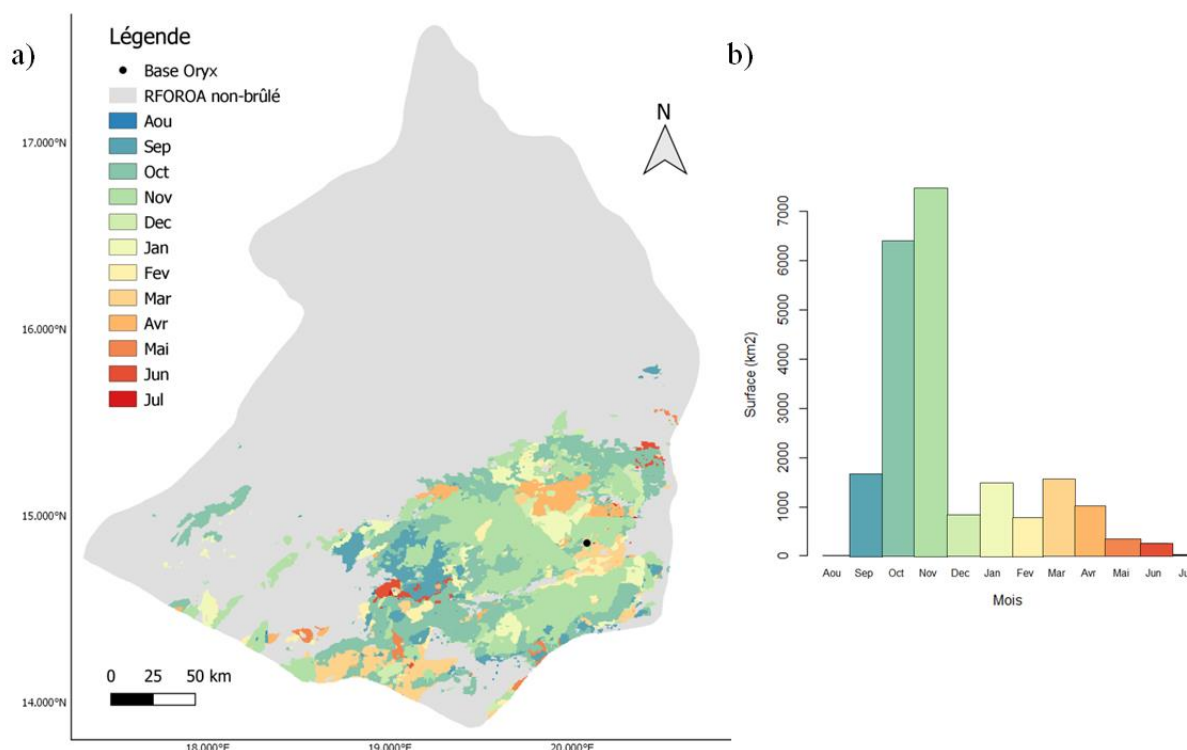 a)
Légende
Base Oryx
RFOROA non-brûlé
Aou
Sep
Oct
Nov
Dec
Jan
Fev
Mar
Avr
Mai
Jun
Jul
N
17.000°N
16.000°N
15.000°N
14.000°N
0 25 50 km
18.000°E 19.000°E 20.000°E
b)
Surface (km2)
7000
6000
5000
4000
3000
2000
1000
0
Aou Sep Oct Nov Dec Jan Fev Mar Avr Mai Jun Ju
Mois